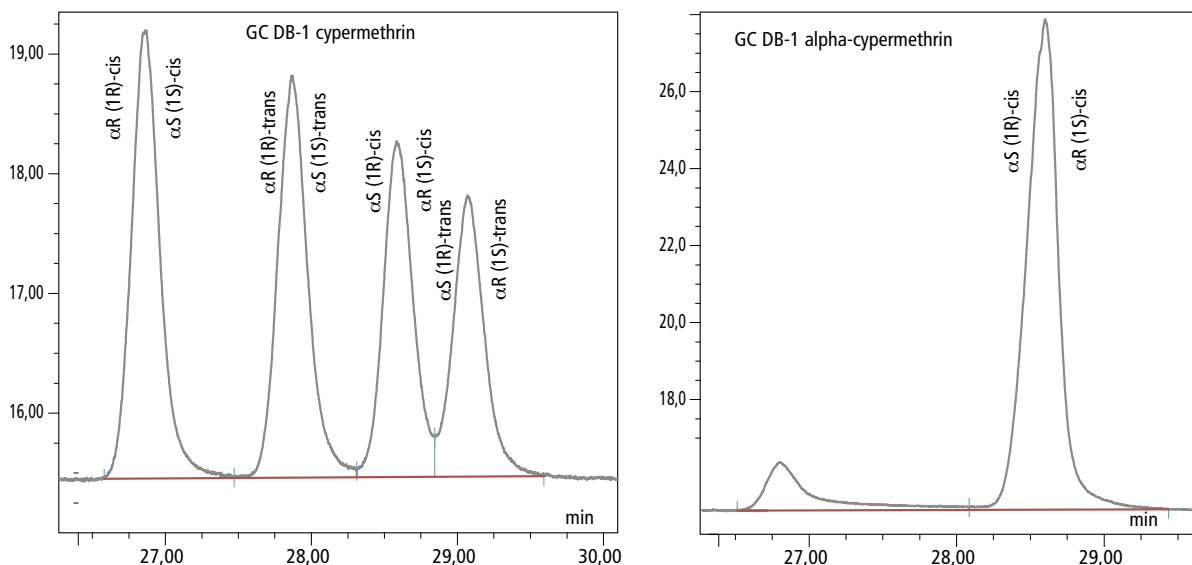 GC DB-1 cypermethrin
19,00
18,00
17,00
16,00
αR (1R)-cis
αS (1S)-cis
αR (1R)-trans
αS (1S)-trans
αS (1R)-cis
αR (1S)-cis
αS (1R)-trans
αR (1S)-trans
min
27,00
28,00
29,00
30,00
GC DB-1 alpha-cypermethrin
26,0
24,0
22,0
20,0
18,0
αS (1R)-cis
αR (1S)-cis
min
27,00
28,00
29,00